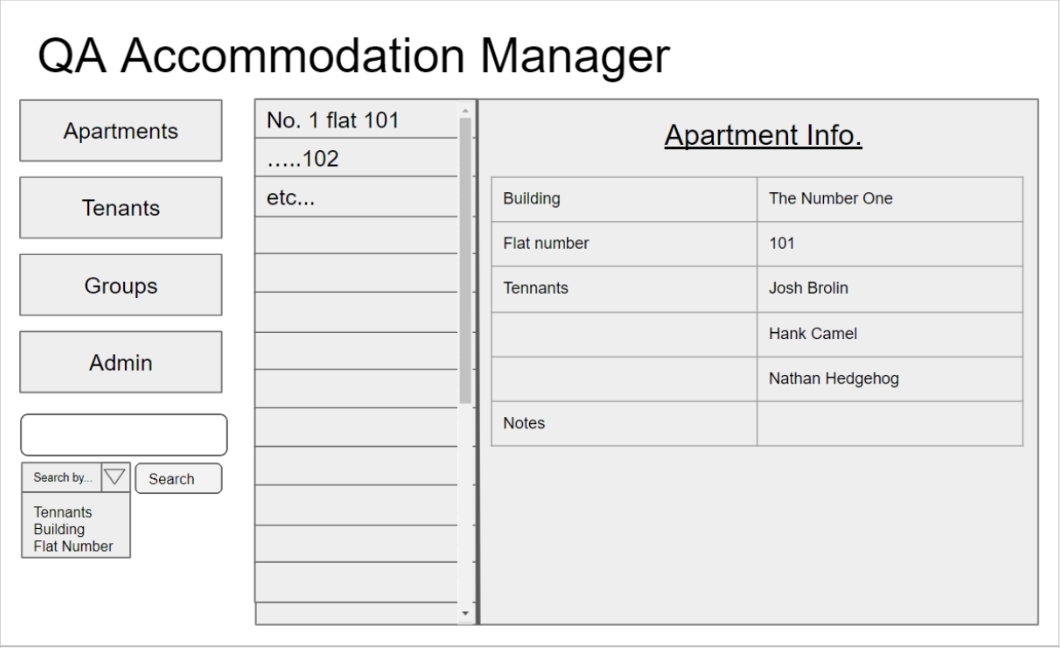 QA Accommodation Manager
Apartments
Tenants
Groups
Admin
Search by...
Search
Tennants
Building
Flat Number
No. 1 flat 101
.....102
etc...
Apartment Info.
Building The Number One
Flat number 101
Tennants Josh Brolin
Hank Camel
Nathan Hedgehog
Notes